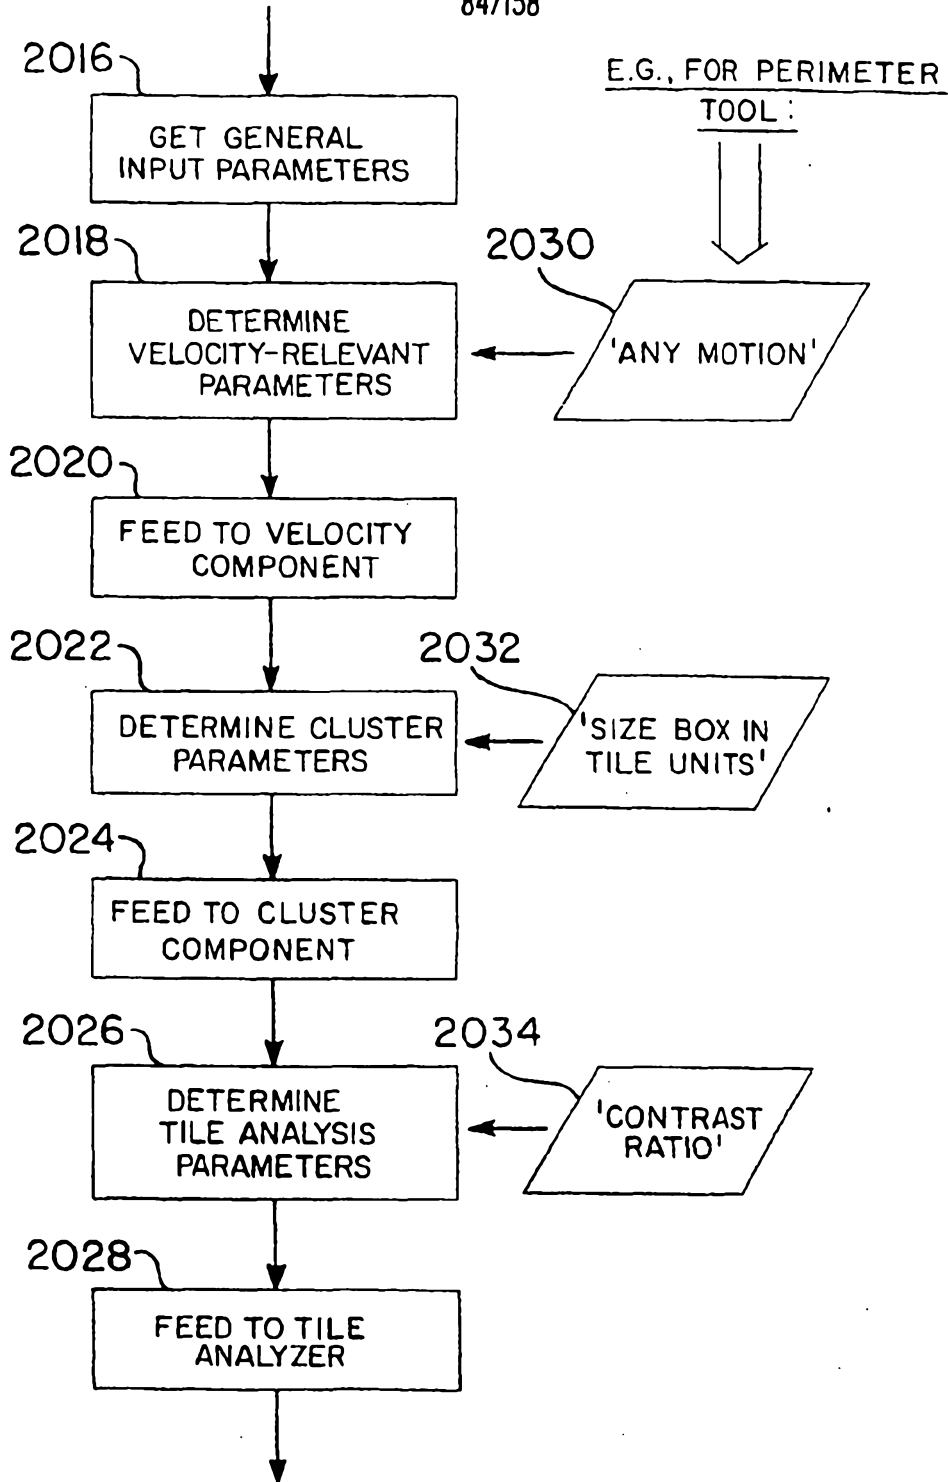 84/158
2016
E.G., FOR PERIMETER
TOOL:
GET GENERAL
INPUT PARAMETERS
2018
2030
DETERMINE
VELOCITY-RELEVANT
PARAMETERS
'ANY MOTION'
2020
FEED TO VELOCITY
COMPONENT
2022
2032
DETERMINE CLUSTER
PARAMETERS
'SIZE BOX IN
TILE UNITS'
2024
FEED TO CLUSTER
COMPONENT
2026
2034
DETERMINE
TILE ANALYSIS
PARAMETERS
'CONTRAST
RATIO'
2028
FEED TO TILE
ANALYZER